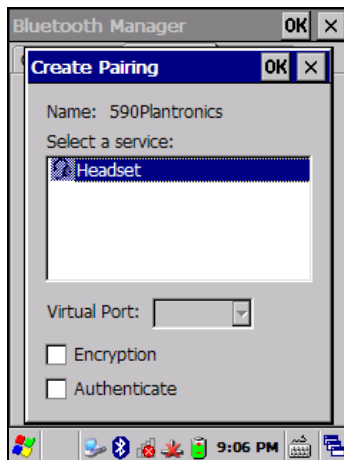 Bluetooth Manager OK
Create Pairing OK
Name: 590Plantronics
Select a service:
Headset
Virtual Port:
Encryption
Authenticate
9:06 PM